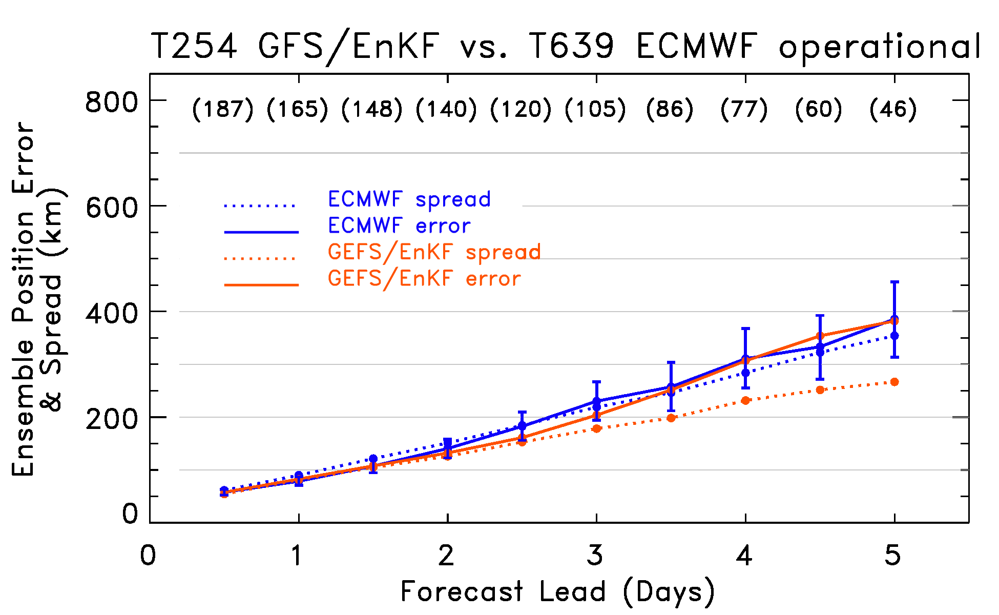 T254 GFS/EnKF vs. T639 ECMWF operational
800
(187) (165) (148) (140) (120) (105) (86) (77) (60) (46)
Ensemble Position Error
& Spread (km)
600
ECMWF spread
ECMWF error
GEFS/EnKF spread
GEFS/EnKF error
400
200
0
0 1 2 3 4 5
Forecast Lead (Days)